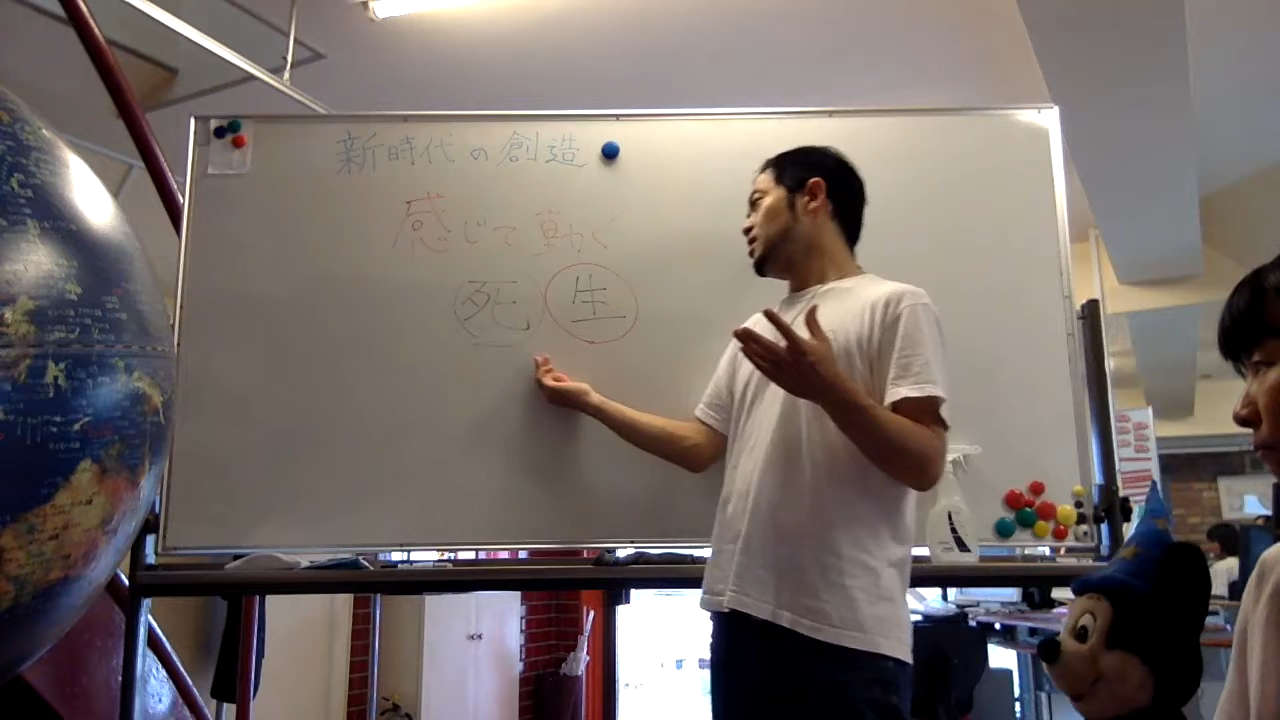 新時代の創造
感じて動く
死 生